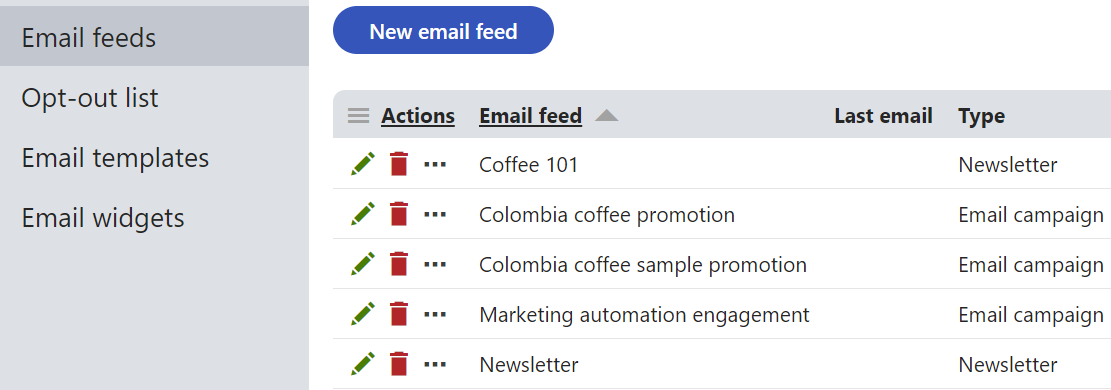 Email feeds
Opt-out list
Email templates
Email widgets
New email feed
Actions Email feed Last email Type
Coffee 101 Newsletter
Colombia coffee promotion Email campaign
Colombia coffee sample promotion Email campaign
Marketing automation engagement Email campaign
Newsletter Newsletter